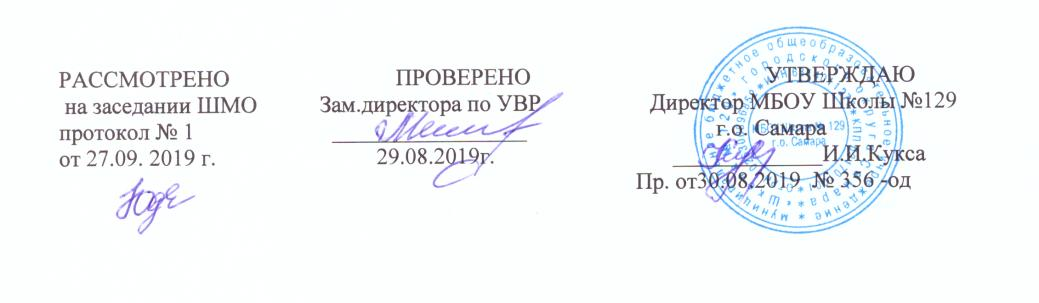 РАССМОТРЕНО
на заседании ШМО
протокол № 1
от 27.09. 2019 г.
ПРОВЕРЕНО
Зам.директора по УВР
29.08.2019г.
УТВЕРЖДАЮ
Директор МБОУ Школы №129
г.о. Самара
И.И.Кукса
Пр. от30.08.2019 № 356 -од